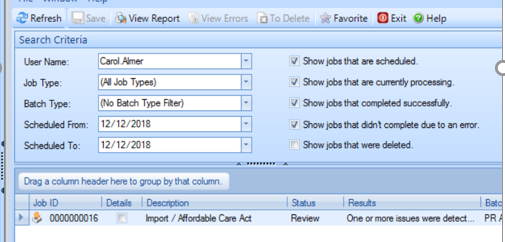 File Window Help
Refresh Save View Report View Errors To Delete Favorite Exit Help
Search Criteria
User Name: Carol.Almer Show jobs that are scheduled.
Job Type: (All Job Types) Show jobs that are currently processing.
Batch Type: (No Batch Type Filter) Show jobs that completed successfully.
Scheduled From: 12/12/2018 Show jobs that didn't complete due to an error.
Scheduled To: 12/12/2018 Show jobs that were deleted.
Drag a column header here to group by that column.
Job ID Details Description Status Results
0000000016 Import / Affordable Care Act Review One or more issues were detect... PR